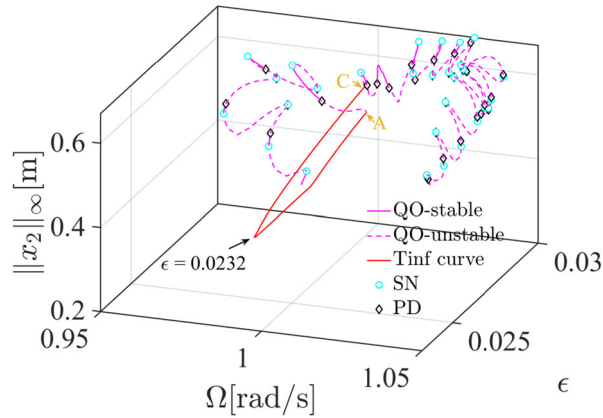 0.6
0.4
0.2
||x₂||∞[m]
C
A
QO-stable
QO-unstable
Tinf curve
SN
PD
ϵ = 0.0232
0.95
1
1.05
Ω[rad/s]
0.03
0.025
ϵ